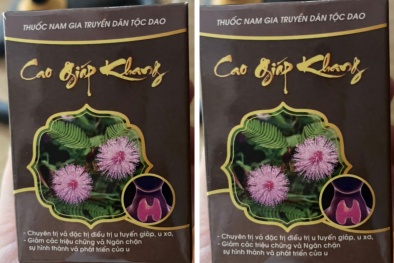 THUỐC NAM GIA TRUYỀN DÂN TỘC DAO
Cao Giáp Khang
- Chuyên trị và đặc trị điều trị u tuyến giáp, u xơ,
- Giảm các triệu chứng và Ngăn chặn
sự hình thành và phát triển của u
THUỐC NAM GIA TRUYỀN DÂN TỘC DAO
Cao Giáp Khang
- Chuyên trị và đặc trị điều trị u tuyến giáp, u xơ,
- Giảm các triệu chứng và Ngăn chặn
sự hình thành và phát triển của u